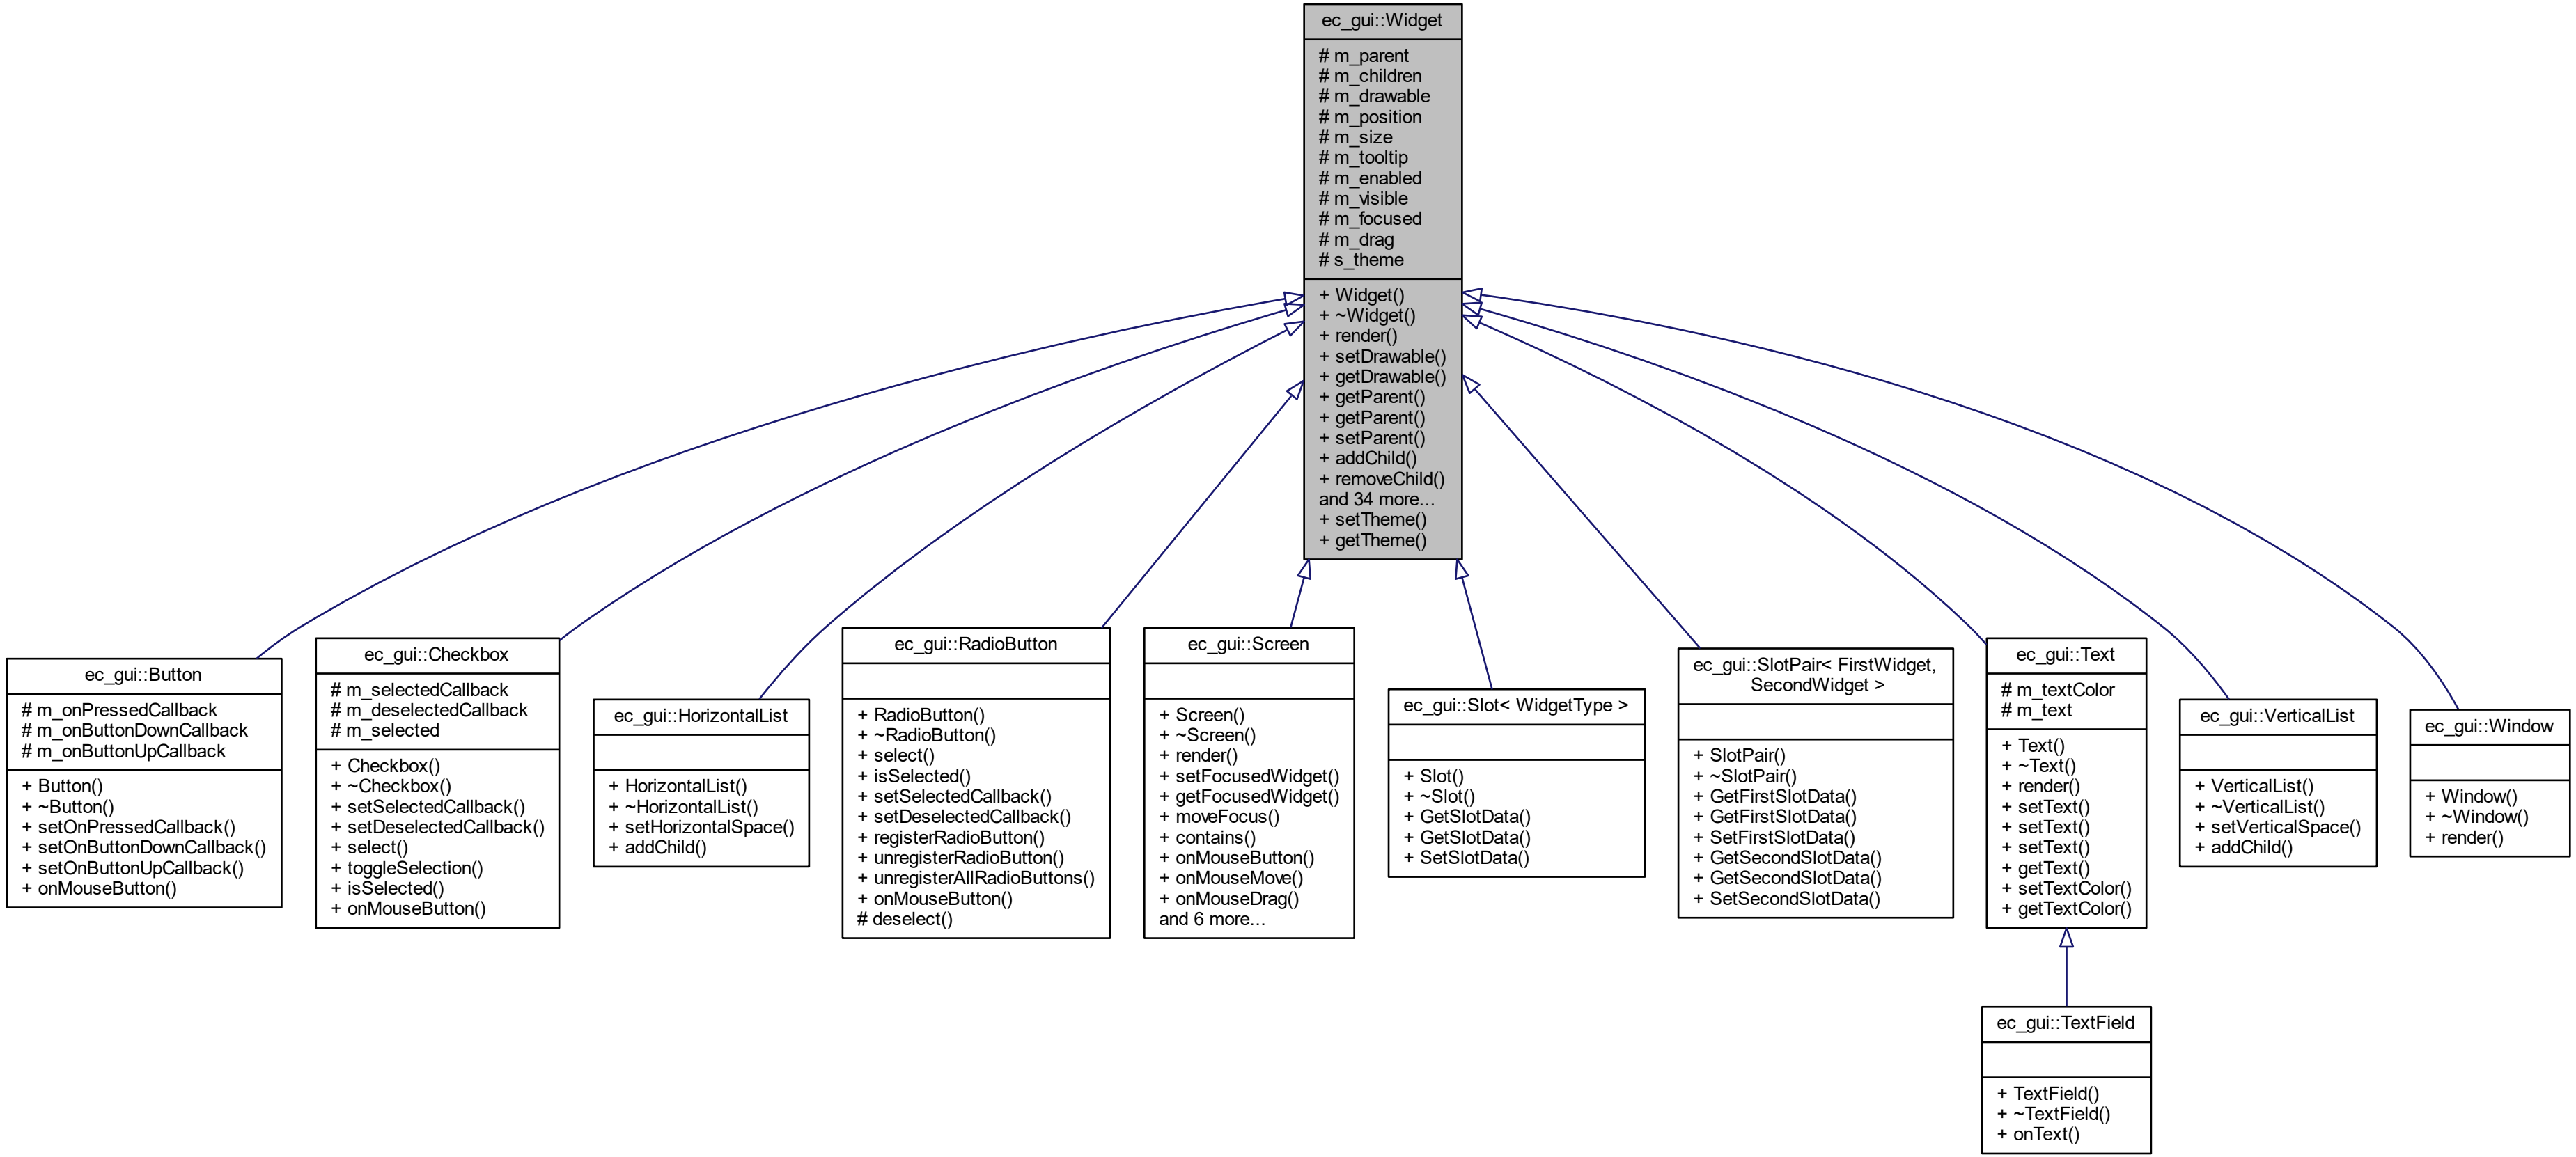 ec_gui::Widget
# m_parent
# m_children
# m_drawable
# m_position
# m_size
# m_tooltip
# m_enabled
# m_visible
# m_focused
# m_drag
# s_theme
+ Widget()
+ ~Widget()
+ render()
+ setDrawable()
+ getDrawable()
+ getParent()
+ getParent()
+ setParent()
+ addChild()
+ removeChild()
and 34 more...
+ setTheme()
+ getTheme()
ec_gui::Button
# m_onPressedCallback
# m_onButtonDownCallback
# m_onButtonUpCallback
+ Button()
+ ~Button()
+ setOnPressedCallback()
+ setOnButtonDownCallback()
+ setOnButtonUpCallback()
+ onMouseButton()
ec_gui::Checkbox
# m_selectedCallback
# m_deselectedCallback
# m_selected
+ Checkbox()
+ ~Checkbox()
+ setSelectedCallback()
+ setDeselectedCallback()
+ select()
+ toggleSelection()
+ isSelected()
+ onMouseButton()
ec_gui::HorizontalList
+ HorizontalList()
+ ~HorizontalList()
+ setHorizontalSpace()
+ addChild()
ec_gui::RadioButton
+ RadioButton()
+ ~RadioButton()
+ select()
+ isSelected()
+ setSelectedCallback()
+ setDeselectedCallback()
+ registerRadioButton()
+ unregisterRadioButton()
+ unregisterAllRadioButtons()
+ onMouseButton()
# deselect()
ec_gui::Screen
+ Screen()
+ ~Screen()
+ render()
+ setFocusedWidget()
+ getFocusedWidget()
+ moveFocus()
+ contains()
+ onMouseButton()
+ onMouseMove()
+ onMouseDrag()
and 6 more...
ec_gui::Slot< WidgetType >
+ Slot()
+ ~Slot()
+ GetSlotData()
+ GetSlotData()
+ SetSlotData()
ec_gui::SlotPair< FirstWidget,
SecondWidget >
+ SlotPair()
+ ~SlotPair()
+ GetFirstSlotData()
+ GetFirstSlotData()
+ SetFirstSlotData()
+ GetSecondSlotData()
+ GetSecondSlotData()
+ SetSecondSlotData()
ec_gui::Text
# m_textColor
# m_text
+ Text()
+ ~Text()
+ render()
+ setText()
+ setText()
+ setText()
+ getText()
+ setTextColor()
+ getTextColor()
ec_gui::VerticalList
+ VerticalList()
+ ~VerticalList()
+ setVerticalSpace()
+ addChild()
ec_gui::Window
+ Window()
+ ~Window()
+ render()
ec_gui::TextField
+ TextField()
+ ~TextField()
+ onText()